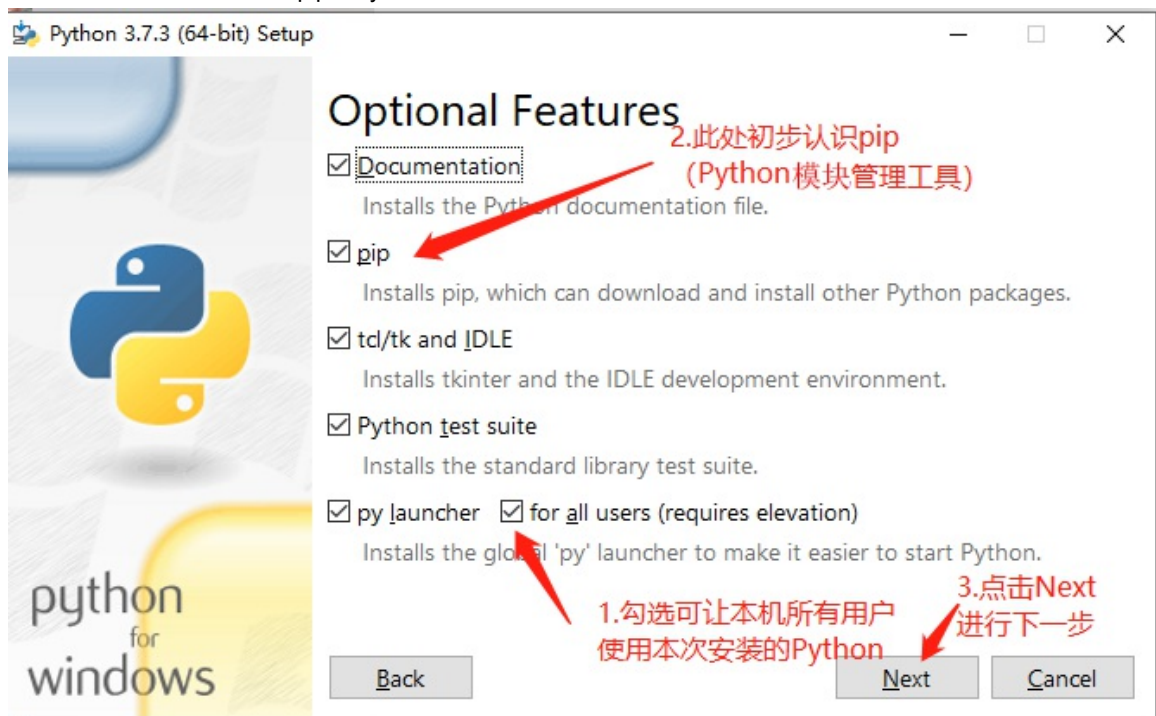 Python 3.7.3 (64-bit) Setup
Optional Features
2.此处初步认识pip
(Python模块管理工具)
Documentation
Installs the Python documentation file.
pip
Installs pip, which can download and install other Python packages.
tcl/tk and IDLE
Installs tkinter and the IDLE development environment.
Python test suite
Installs the standard library test suite.
py launcher for all users (requires elevation)
Installs the global 'py' launcher to make it easier to start Python.
1.勾选可让本机所有用户
使用本次安装的Python
3.点击Next
进行下一步
python
for
windows
Back Next Cancel